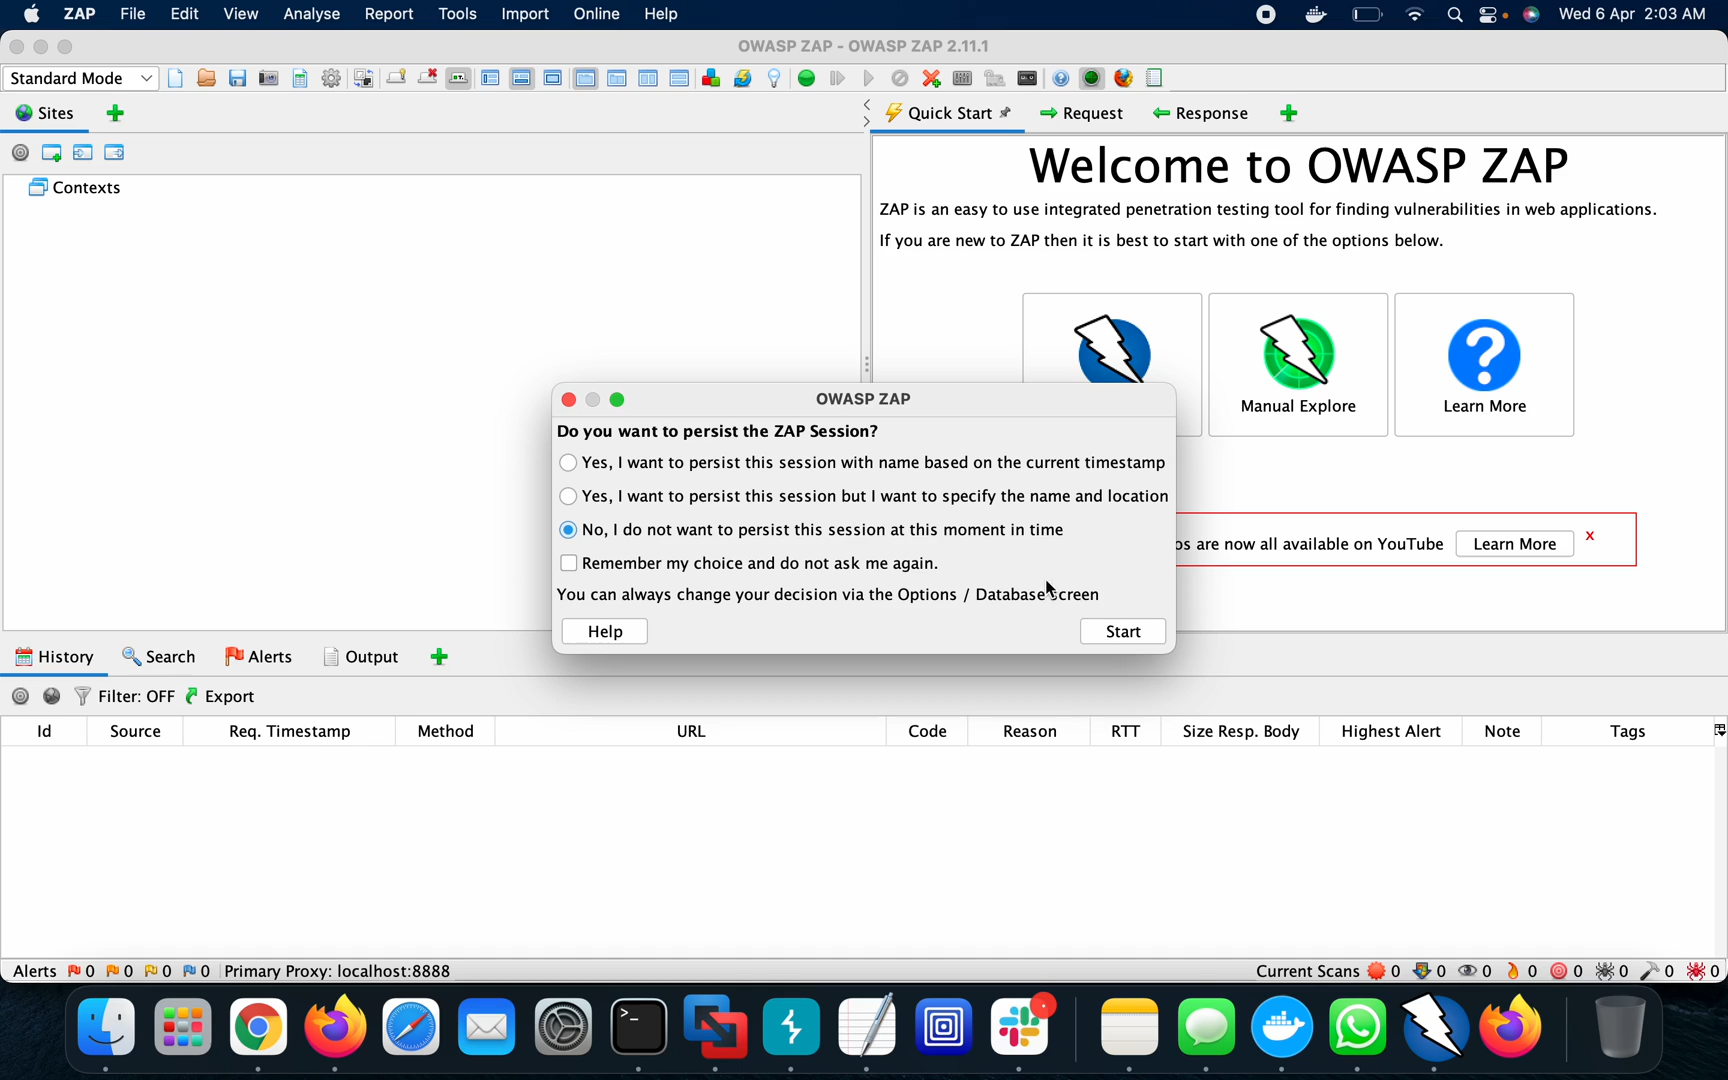 ZAP File Edit View Analyse Report Tools Import Online Help Wed 6 Apr 2:03 AM
OWASP ZAP - OWASP ZAP 2.11.1
Standard Mode
Sites
Quick Start Request Response
Contexts
Welcome to OWASP ZAP
ZAP is an easy to use integrated penetration testing tool for finding vulnerabilities in web applications.
If you are new to ZAP then it is best to start with one of the options below.
Manual Explore
Learn More
OWASP ZAP
Do you want to persist the ZAP Session?
Yes, I want to persist this session with name based on the current timestamp
Yes, I want to persist this session but I want to specify the name and location
No, I do not want to persist this session at this moment in time
Remember my choice and do not ask me again.
You can always change your decision via the Options / Database screen
Help
Start
os are now all available on YouTube Learn More X
History Search Alerts Output
Filter: OFF Export
Id Source Req. Timestamp Method URL Code Reason RTT Size Resp. Body Highest Alert Note Tags
Alerts 0 0 0 0 Primary Proxy: localhost:8888 Current Scans 0 0 0 0 0 0 0 0